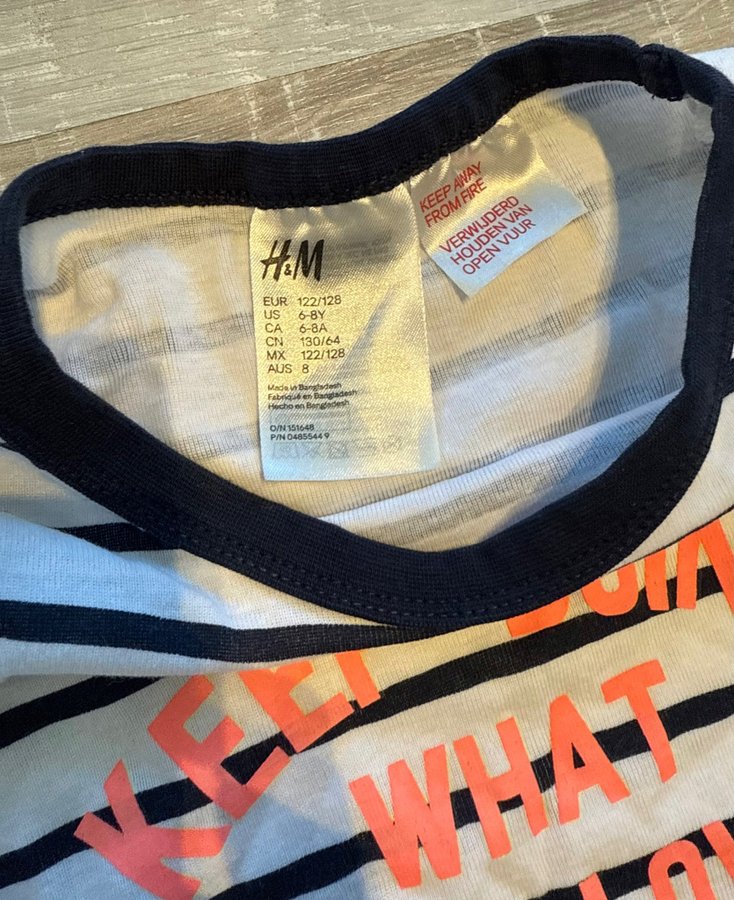 H&M
EUR 122/128
US 6-8Y
CA 6-8A
CN 130/64
MX 122/128
AUS 8
Made in Bangladesh
Fabriqué en Bangladesh
Hecho en Bangladesh
O/N 151648
P/N 0485544 9
KEEP AWAY
FROM FIRE
VERWIJDERD
HOUDEN VAN
OPEN VUUR
KEEP
WHAT